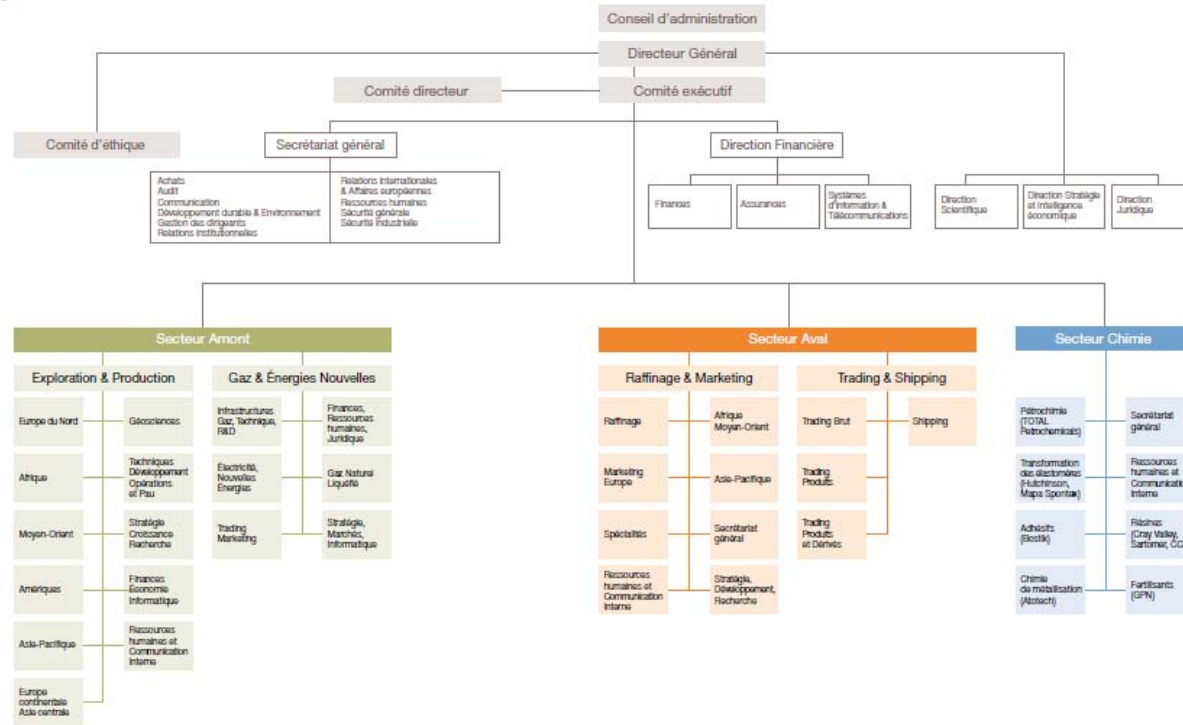 Conseil d'administration
Directeur Général
Comité directeur
Comité exécutif
Comité d'éthique
Secrétariat général
Direction Financière
Achats
Audit
Communication
Développement durable & Environnement
Gestion des dirigeants
Relations institutionnelles
Relations internationales
& Affaires européennes
Ressources humaines
Sécurité générale
Sécurité industrielle
Finances
Assurances
Systèmes
d'information &
Télécommunications
Direction
Scientifique
Direction Stratégie
et Intelligence
économique
Direction
Juridique
Secteur Amont
Exploration & Production
Europe du Nord
Géosciences
Afrique
Techniques
Développement
Opérations
et Pau
Moyen-Orient
Stratégie
Croissance
Recherche
Amériques
Finances
Économie
Informatique
Asie-Pacifique
Ressources
humaines et
Communication
Interne
Europe
continentale
Asie centrale
Gaz & Énergies Nouvelles
Infrastructures
Gaz, Technique,
R&D
Finances,
Ressources
humaines,
Juridique
Électricité,
Nouvelles
Énergies
Gaz Naturel
Liquéfié
Trading
Marketing
Stratégie,
Marchés,
Informatique
Secteur Aval
Raffinage & Marketing
Raffinage
Afrique
Moyen-Orient
Marketing
Europe
Asie-Pacifique
Spécialités
Secrétariat
général
Ressources
humaines et
Communication
Interne
Stratégie,
Développement,
Recherche
Trading & Shipping
Trading Brut
Shipping
Trading
Produits
Trading
Produits
et Dérivés
Secteur Chimie
Pétrochimie
(TOTAL
Petrochemicals)
Secrétariat
général
Transformation
des élastomères
(Hutchinson,
Mapa Spontex)
Ressources
humaines et
Communication
Interne
Adhésifs
(Bostik)
Résines
(Cray Valley,
Sartomer,
Chimie
de métallisation
(Atotech)
Fertilisants
(GPN)